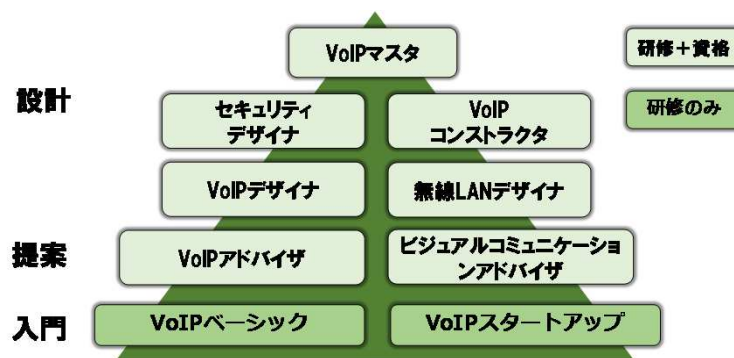 VoIPマスタ
研修＋資格
設計
セキュリティ
デザイナ
VoIP
コンストラクタ
研修のみ
VoIPデザイナ
無線LANデザイナ
提案
VoIPアドバイザ
ビジュアルコミュニケーショ
ンアドバイザ
入門
VoIPベーシック
VoIPスタートアップ